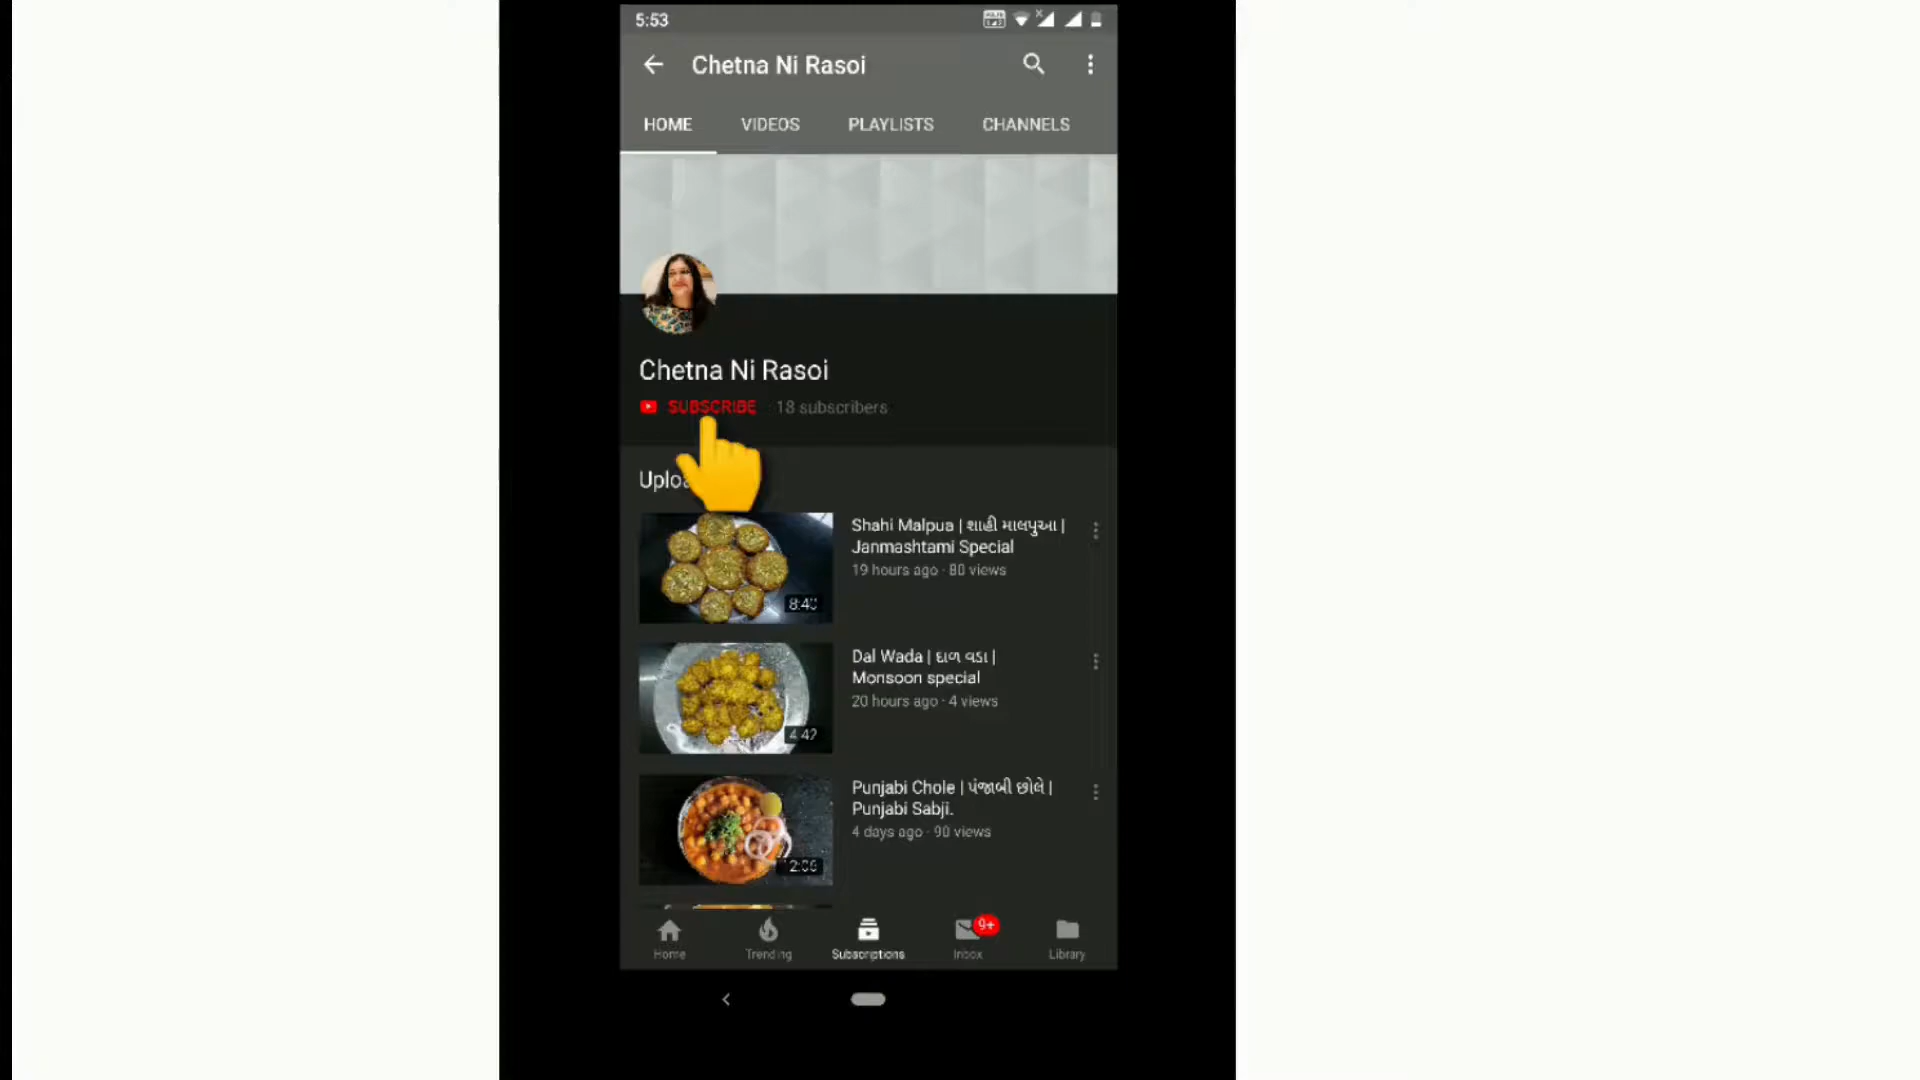 5:53
Chetna Ni Rasoi
HOME VIDEOS PLAYLISTS CHANNELS
Chetna Ni Rasoi
SUBSCRIBE · 18 subscribers
Shahi Malpua | શાહી માલપુઆ |
Janmashtami Special
19 hours ago · 80 views
8:40
Dal Wada | દાળ વડા |
Monsoon special
20 hours ago · 4 views
4:42
Punjabi Chole | પંજાબી છોલે |
Punjabi Sabji.
4 days ago · 90 views
Home Trending Subscriptions Inbox 9+ Library